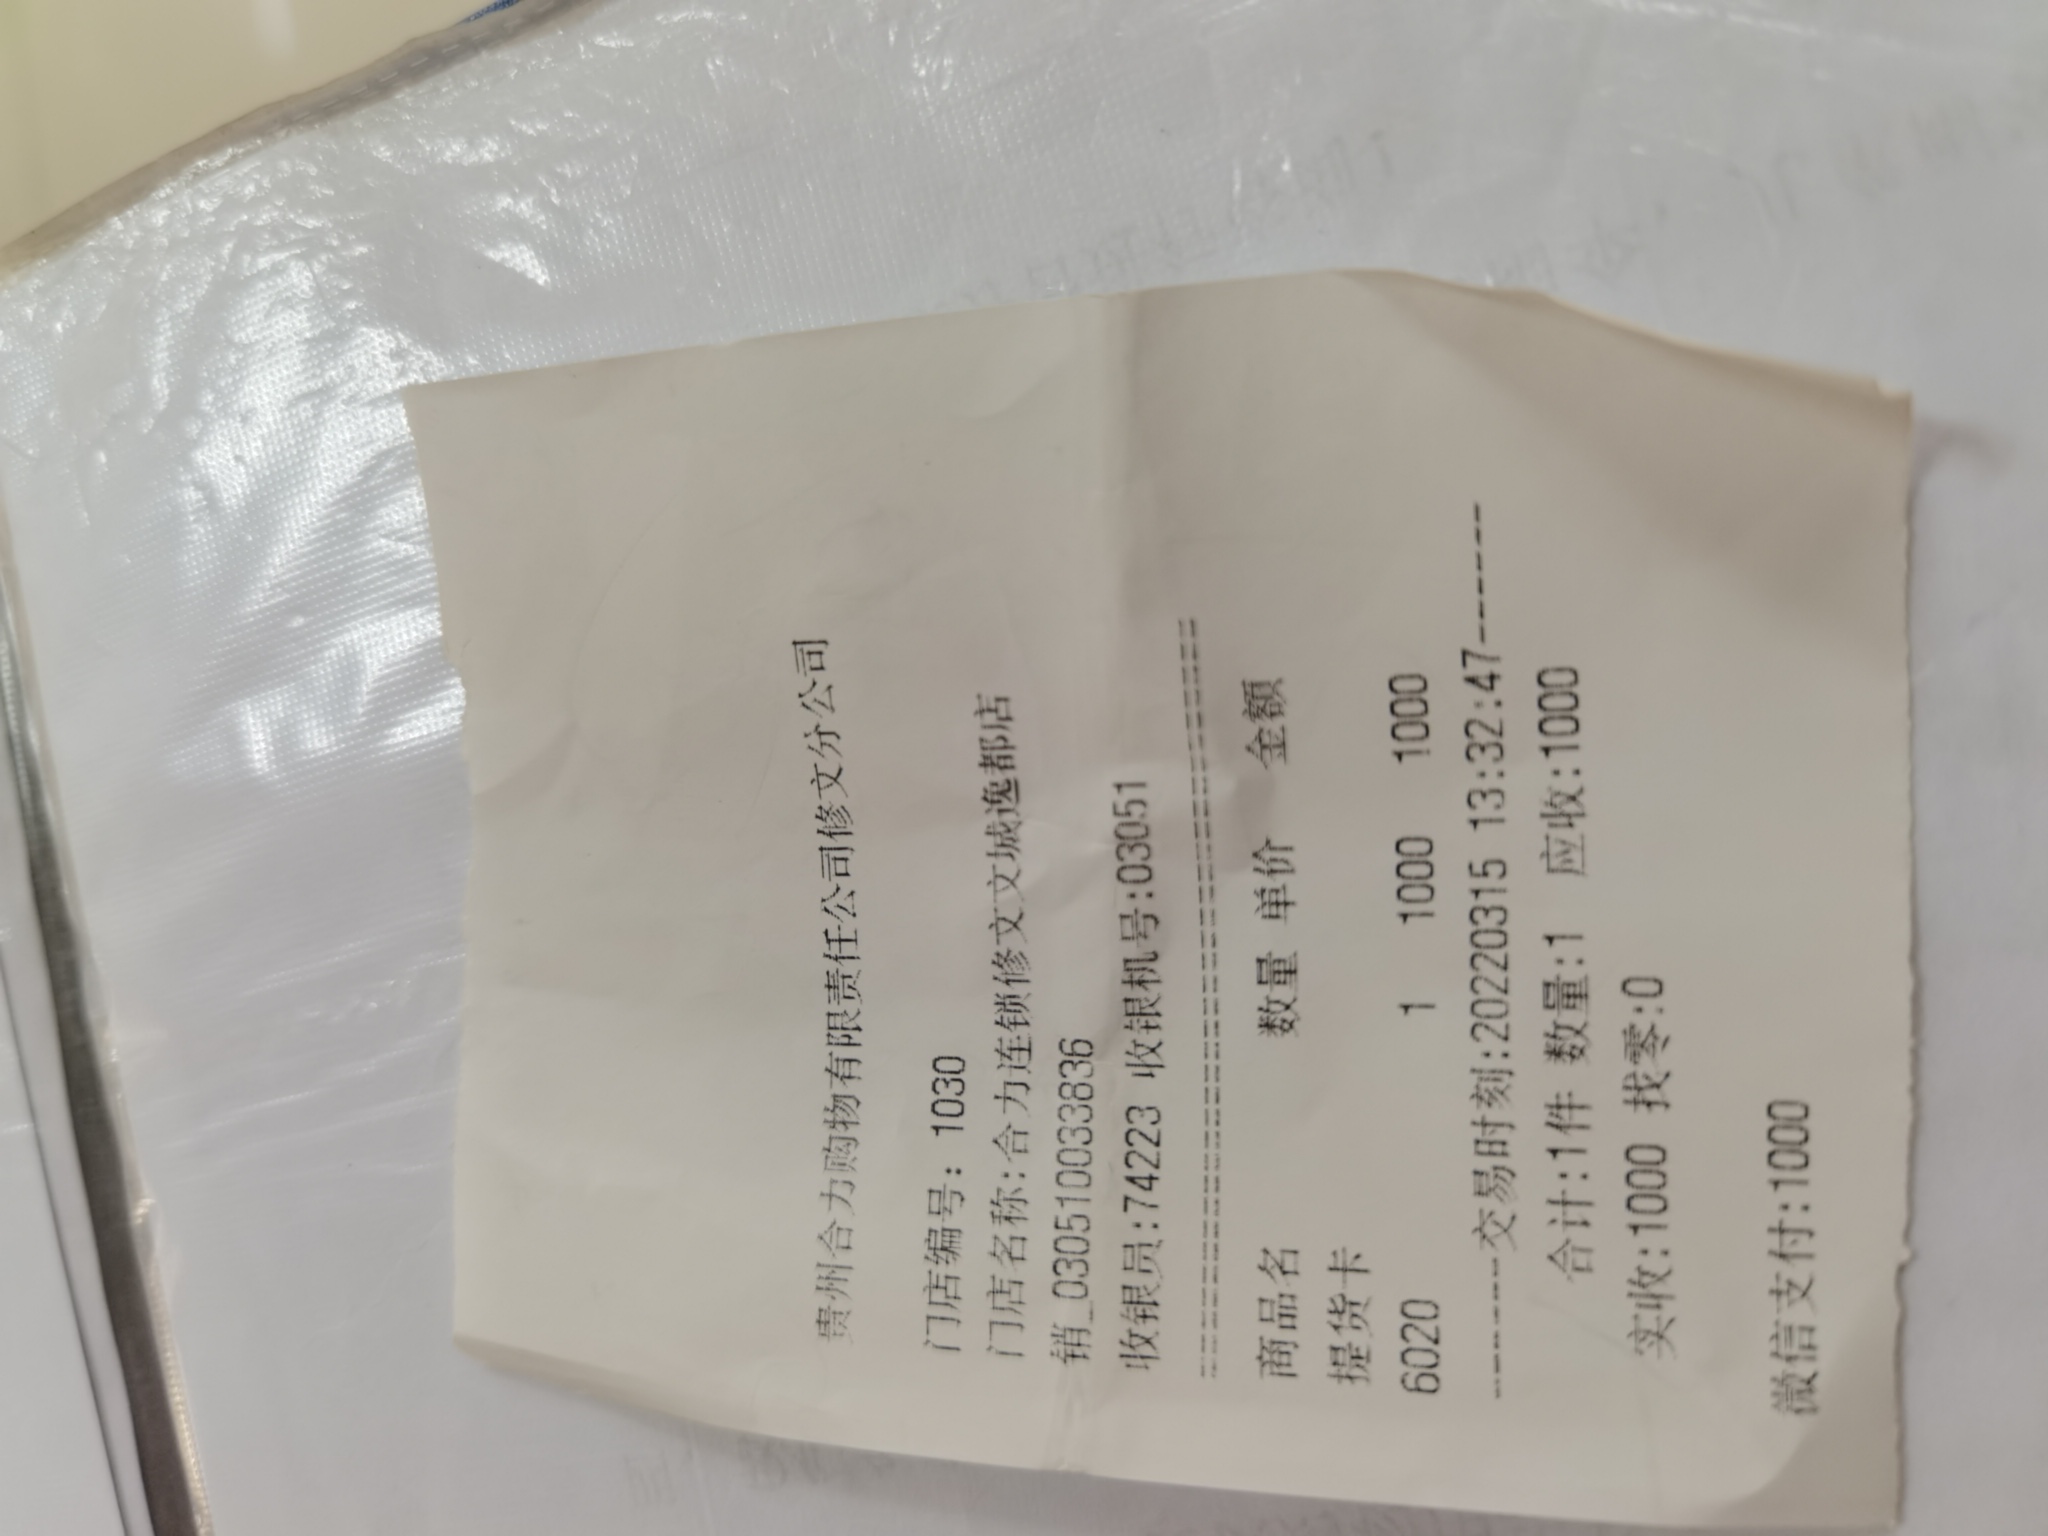 贵州合力购物有限责任公司修文分公司
门店编号: 1030
门店名称:合力连锁修文文城逸都店
销_0305100338​36
收银员:74223 收银机号:03051
================================================
商品名 数量 单价 金额
提货卡
6020 1 1000 1000
--------交易时刻:20220315 13:32:47--------
合计:1件 数量:1 应收:1000
实收:1000 找零:0
微信支付:1000